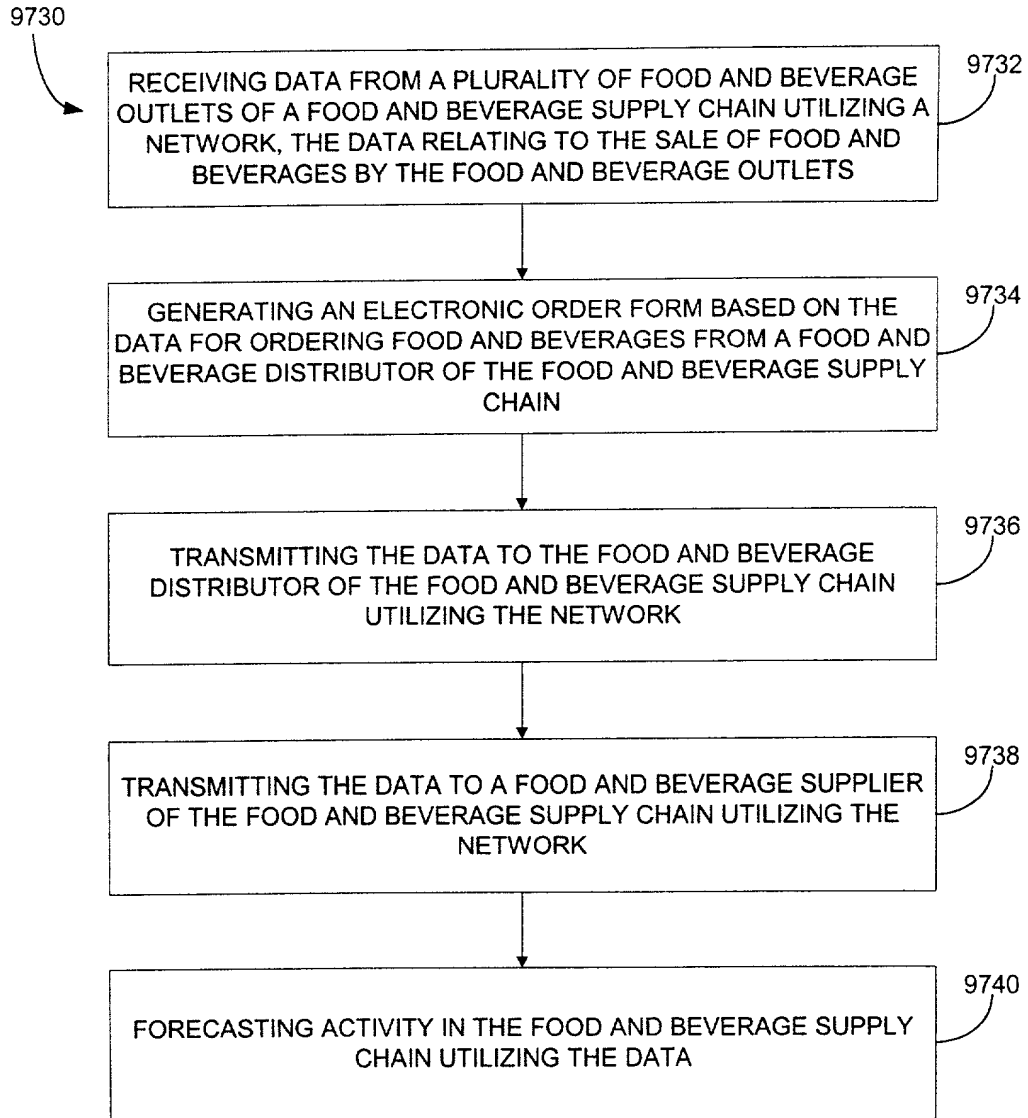 9730
RECEIVING DATA FROM A PLURALITY OF FOOD AND BEVERAGE
OUTLETS OF A FOOD AND BEVERAGE SUPPLY CHAIN UTILIZING A
NETWORK, THE DATA RELATING TO THE SALE OF FOOD AND
BEVERAGES BY THE FOOD AND BEVERAGE OUTLETS
9732
GENERATING AN ELECTRONIC ORDER FORM BASED ON THE
DATA FOR ORDERING FOOD AND BEVERAGES FROM A FOOD AND
BEVERAGE DISTRIBUTOR OF THE FOOD AND BEVERAGE SUPPLY
CHAIN
9734
TRANSMITTING THE DATA TO THE FOOD AND BEVERAGE
DISTRIBUTOR OF THE FOOD AND BEVERAGE SUPPLY CHAIN
UTILIZING THE NETWORK
9736
TRANSMITTING THE DATA TO A FOOD AND BEVERAGE SUPPLIER
OF THE FOOD AND BEVERAGE SUPPLY CHAIN UTILIZING THE
NETWORK
9738
FORECASTING ACTIVITY IN THE FOOD AND BEVERAGE SUPPLY
CHAIN UTILIZING THE DATA
9740